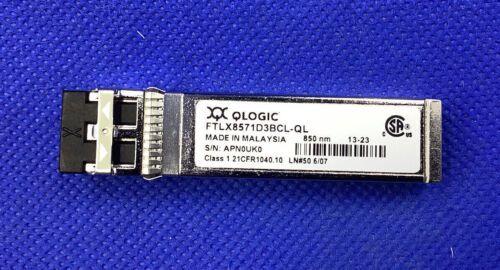 QLOGIC
FTLX8571D3BCL-QL
MADE IN MALAYSIA 850 nm 13-23
S/N: APN0UK0
Class 1 21CFR1040.10 LN#50 6/07